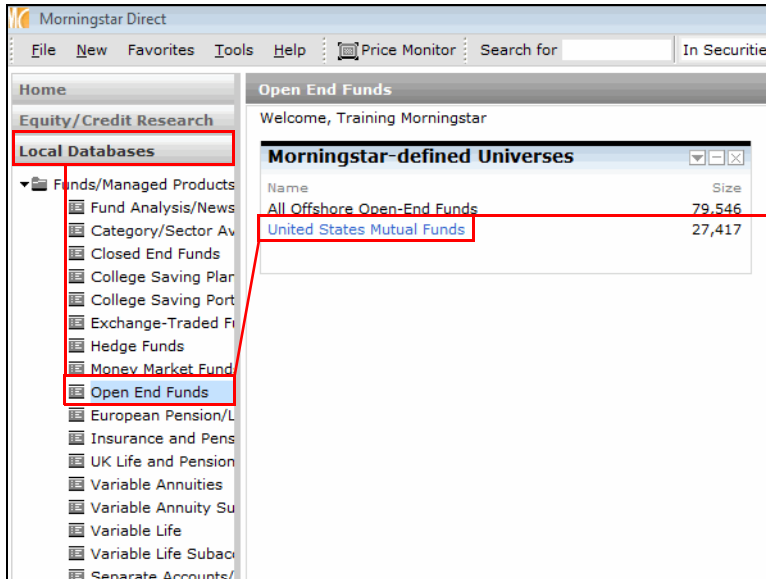 Morningstar Direct
File New Favorites Tools Help Price Monitor Search for In Securitie
Home
Equity/Credit Research
Local Databases
Funds/Managed Products
Fund Analysis/News
Category/Sector Av
Closed End Funds
College Saving Plan
College Saving Port
Exchange-Traded Fu
Hedge Funds
Money Market Fund
Open End Funds
European Pension/L
Insurance and Pens
UK Life and Pension
Variable Annuities
Variable Annuity Su
Variable Life
Variable Life Subacc
Separate Accounts/
Open End Funds
Welcome, Training Morningstar
Morningstar-defined Universes
Name Size
All Offshore Open-End Funds 79,546
United States Mutual Funds 27,417